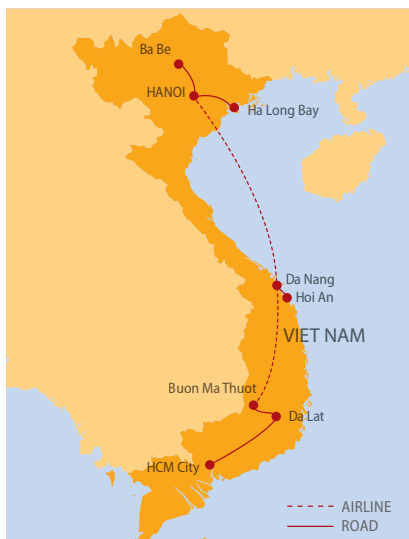 Ba Be
HANOI
Ha Long Bay
Da Nang
Hoi An
VIET NAM
Buon Ma Thuot
Da Lat
HCM City
AIRLINE
ROAD